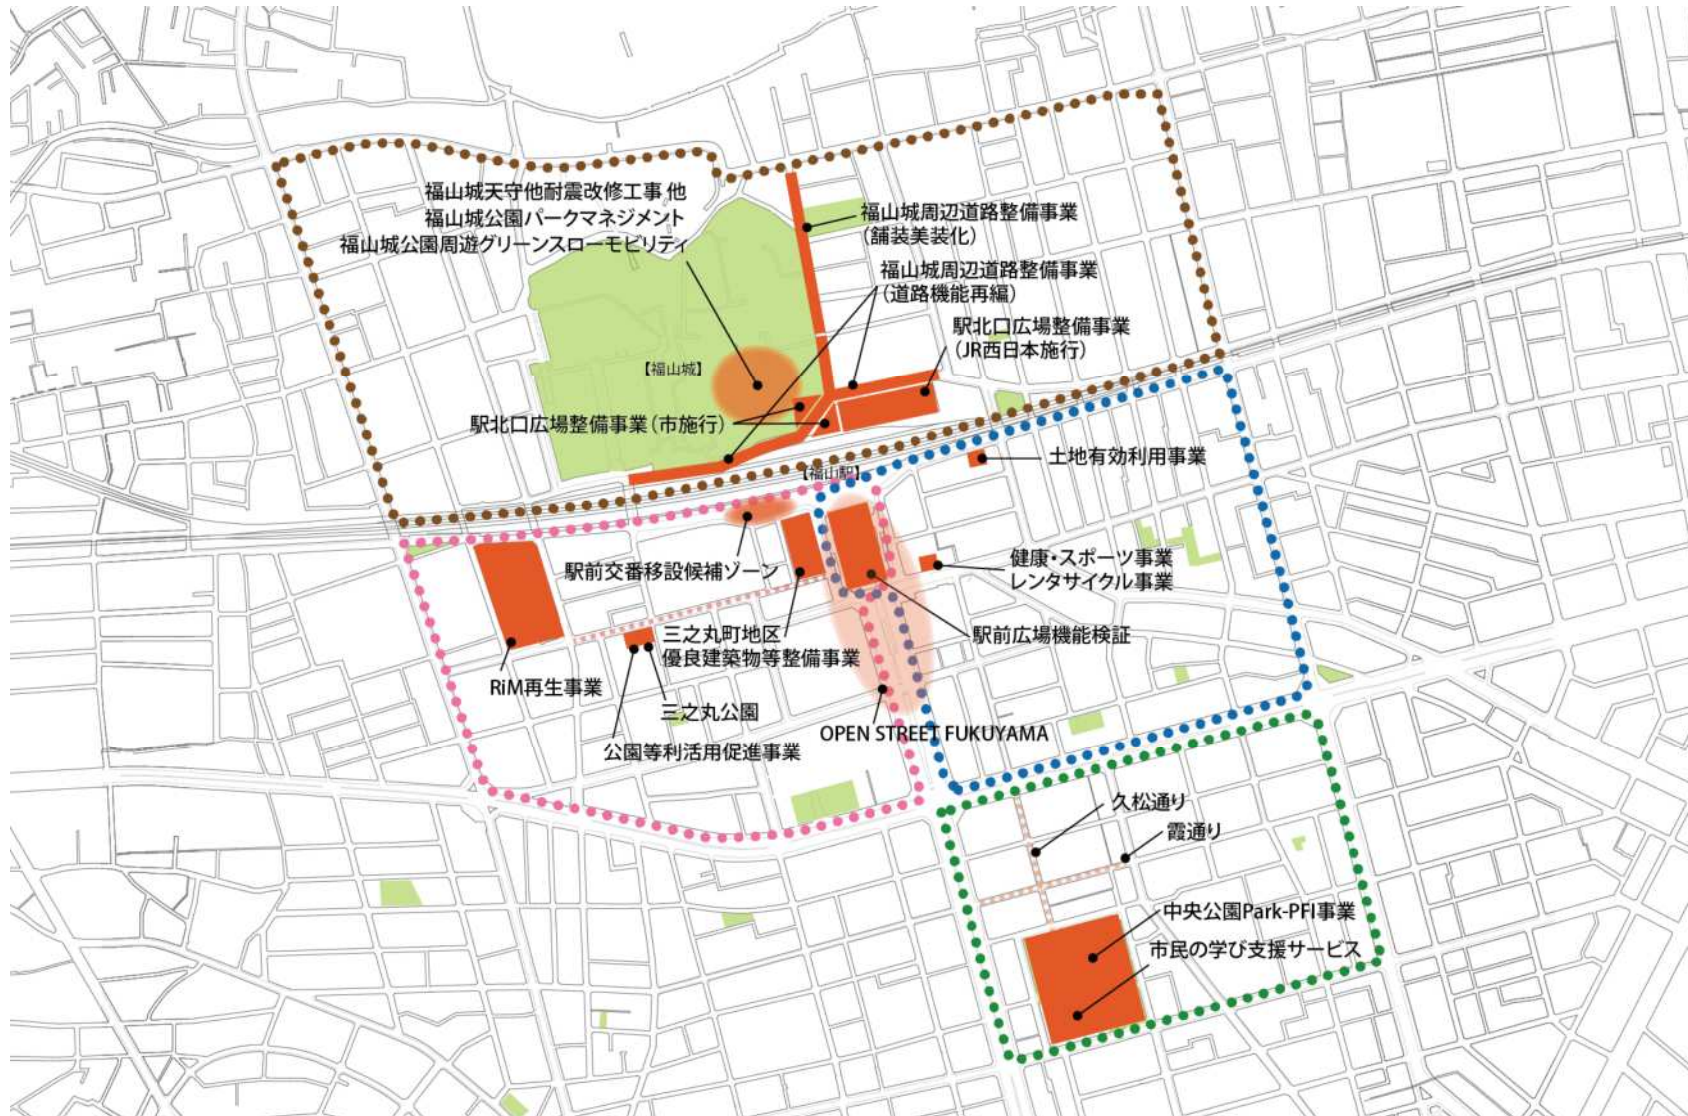 福山城天守他耐震改修工事 他
福山城公園パークマネジメント
福山城公園周遊グリーンスローモビリティ
福山城周辺道路整備事業
(舗装美装化)
福山城周辺道路整備事業
(道路機能再編)
駅北口広場整備事業
(JR西日本施行)
【福山城】
駅北口広場整備事業(市施行)
【福山駅】
土地有効利用事業
駅前交番移設候補ゾーン
健康・スポーツ事業
レンタサイクル事業
三之丸町地区
優良建築物等整備事業
駅前広場機能検証
RiM再生事業
三之丸公園
公園等利活用促進事業
OPEN STREET FUKUYAMA
久松通り
霞通り
中央公園Park-PFI事業
市民の学び支援サービス